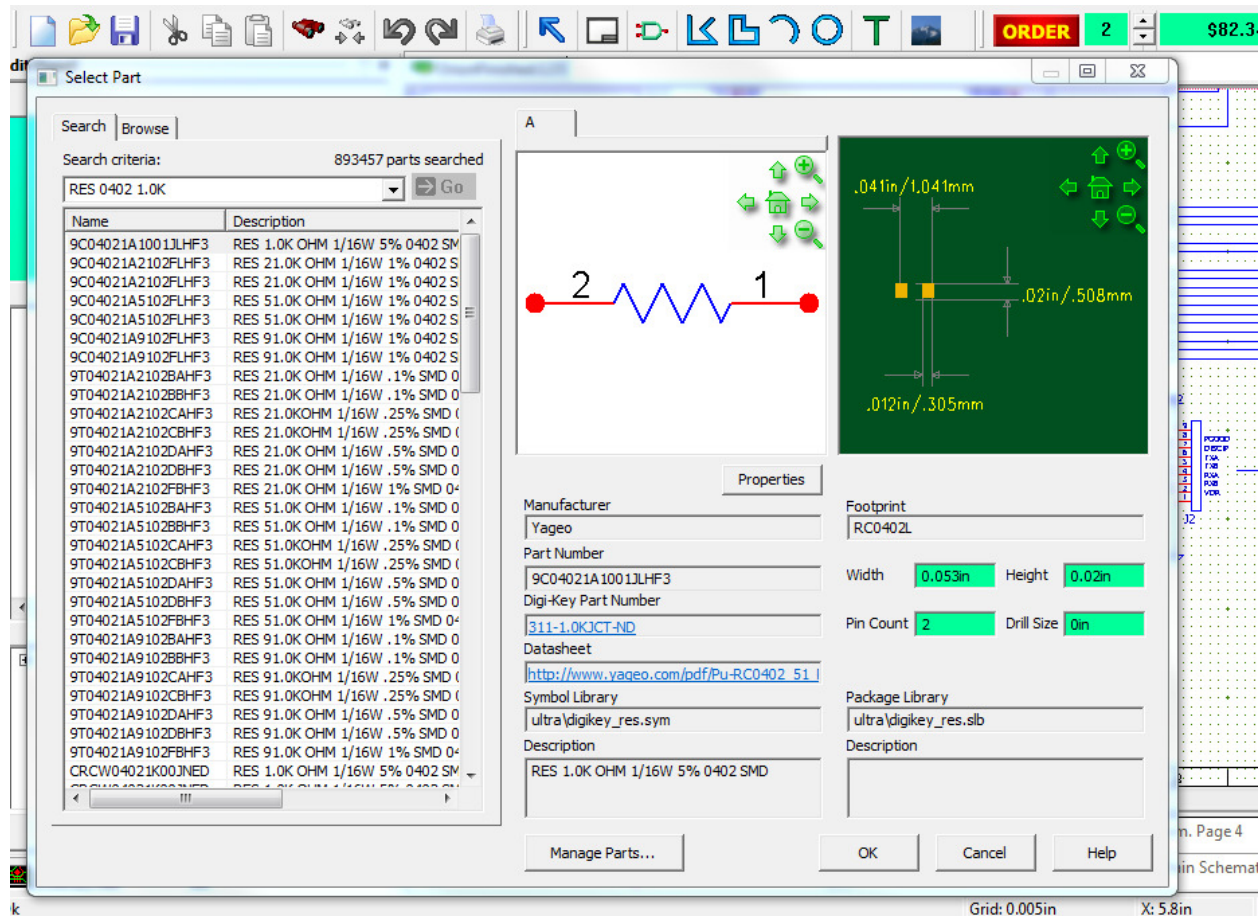 ORDER 2 $82.34
Select Part
Search Browse
Search criteria: 893457 parts searched
RES 0402 1.0K Go
Name Description
9C04021A1001JLHF3 RES 1.0K OHM 1/16W 5% 0402 SM
9C04021A2102FLHF3 RES 21.0K OHM 1/16W 1% 0402 S
9C04021A2102FLHF3 RES 21.0K OHM 1/16W 1% 0402 S
9C04021A5102FLHF3 RES 51.0K OHM 1/16W 1% 0402 S
9C04021A5102FLHF3 RES 51.0K OHM 1/16W 1% 0402 S
9C04021A9102FLHF3 RES 91.0K OHM 1/16W 1% 0402 S
9C04021A9102FLHF3 RES 91.0K OHM 1/16W 1% 0402 S
9T04021A2102BAHF3 RES 21.0K OHM 1/16W .1% SMD 0
9T04021A2102BBHF3 RES 21.0K OHM 1/16W .1% SMD 0
9T04021A2102CAHF3 RES 21.0KOHM 1/16W .25% SMD
9T04021A2102CBHF3 RES 21.0KOHM 1/16W .25% SMD
9T04021A2102DAHF3 RES 21.0K OHM 1/16W .5% SMD 0
9T04021A2102DBHF3 RES 21.0K OHM 1/16W .5% SMD 0
9T04021A2102FBHF3 RES 21.0K OHM 1/16W 1% SMD 04
9T04021A5102BAHF3 RES 51.0K OHM 1/16W .1% SMD 0
9T04021A5102BBHF3 RES 51.0K OHM 1/16W .1% SMD 0
9T04021A5102CAHF3 RES 51.0KOHM 1/16W .25% SMD
9T04021A5102CBHF3 RES 51.0KOHM 1/16W .25% SMD
9T04021A5102DAHF3 RES 51.0K OHM 1/16W .5% SMD 0
9T04021A5102DBHF3 RES 51.0K OHM 1/16W .5% SMD 0
9T04021A5102FBHF3 RES 51.0K OHM 1/16W 1% SMD 04
9T04021A9102BAHF3 RES 91.0K OHM 1/16W .1% SMD 0
9T04021A9102BBHF3 RES 91.0K OHM 1/16W .1% SMD 0
9T04021A9102CAHF3 RES 91.0KOHM 1/16W .25% SMD
9T04021A9102CBHF3 RES 91.0KOHM 1/16W .25% SMD
9T04021A9102DAHF3 RES 91.0K OHM 1/16W .5% SMD 0
9T04021A9102DBHF3 RES 91.0K OHM 1/16W .5% SMD 0
9T04021A9102FBHF3 RES 91.0K OHM 1/16W 1% SMD 04
CRCW04021K00JNED RES 1.0K OHM 1/16W 5% 0402 SM
A
2 1
.041in/1.041mm
.02in/.508mm
.012in/.305mm
Properties
Manufacturer
Yageo
Part Number
9C04021A1001JLHF3
Digi-Key Part Number
311-1.0KJCT-ND
Datasheet
http://www.yageo.com/pdf/Pu-RC0402_51_
Symbol Library
ultra\digikey_res.sym
Description
RES 1.0K OHM 1/16W 5% 0402 SMD
Footprint
RC0402L
Width 0.053in Height 0.02in
Pin Count 2 Drill Size 0in
Package Library
ultra\digikey_res.slb
Description
Manage Parts... OK Cancel Help
J2
m. Page 4
in Schemat
Grid: 0.005in X: 5.8in